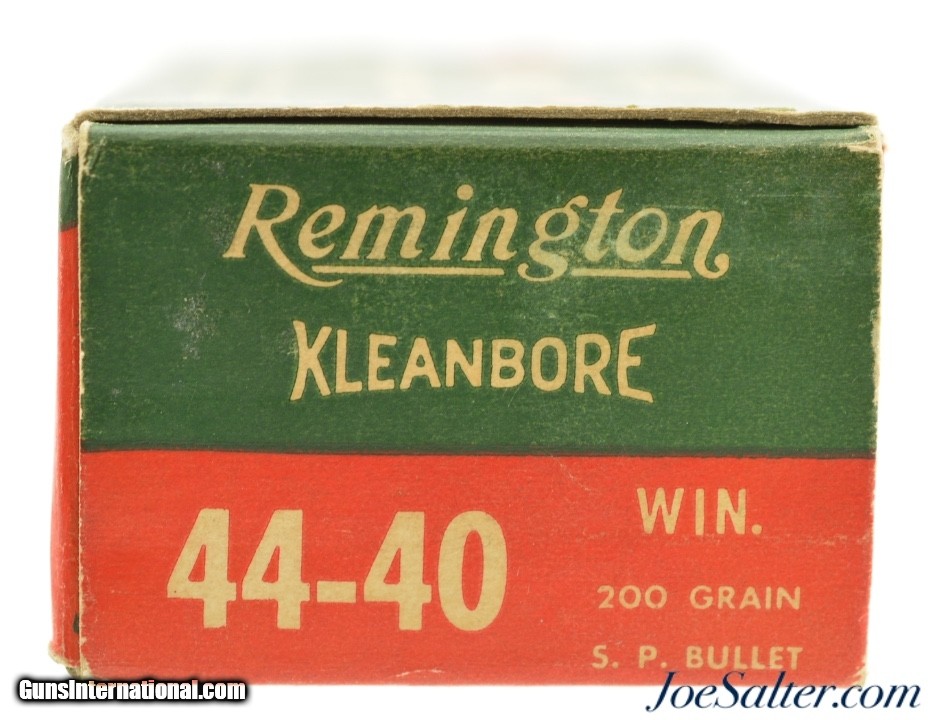 Remington
KLEANBORE
44-40
WIN.
200 GRAIN
S. P. BULLET
GunsInternational.com
JoeSalter.com